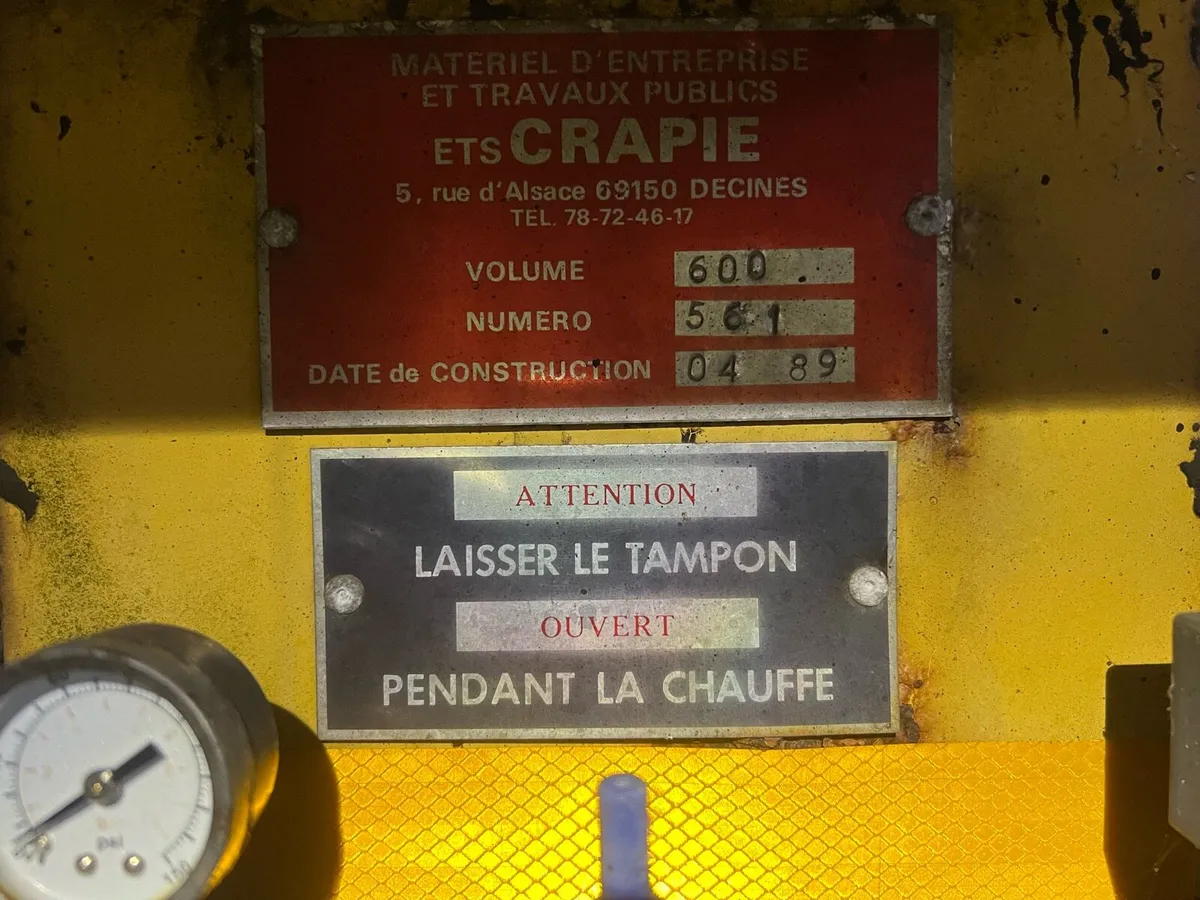 MATERIEL D'ENTREPRISE
ET TRAVAUX PUBLICS
ETS CRAPIE
5, rue d'Alsace 69150 DECINES
TEL. 78-72-46-17
VOLUME 600
NUMERO 561
DATE de CONSTRUCTION 04 89
ATTENTION
LAISSER LE TAMPON
OUVERT
PENDANT LA CHAUFFE
psi